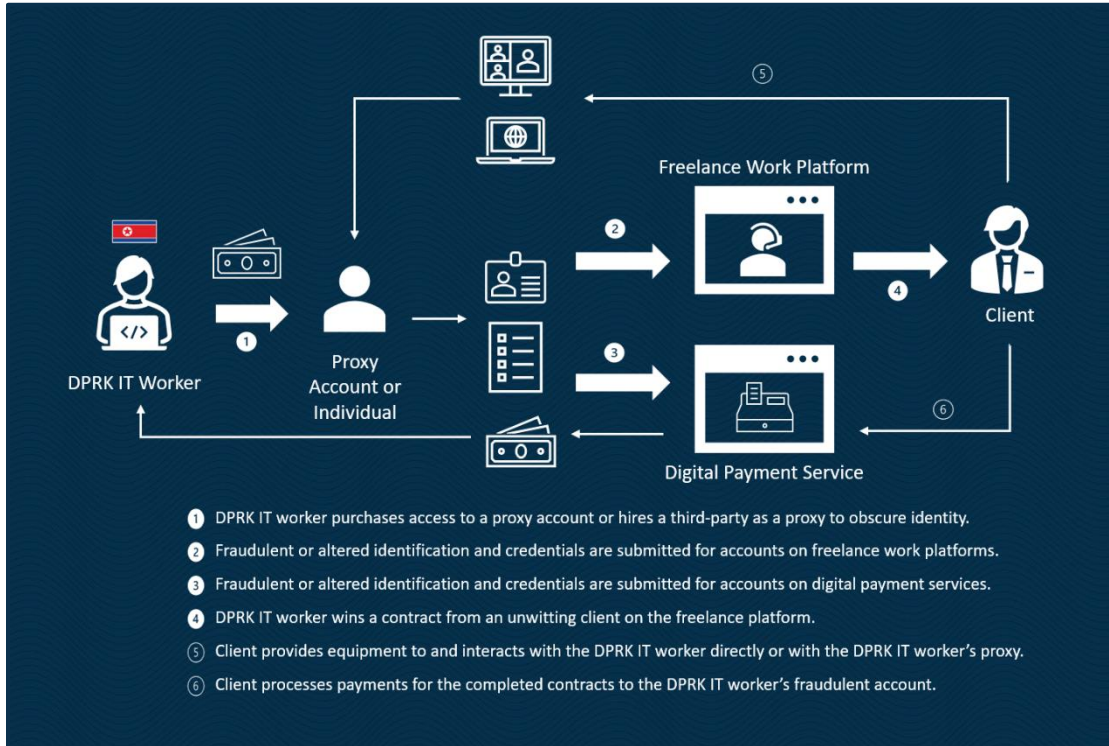 5
Freelance Work Platform
2
4
1
Client
3
Proxy
Account or
Individual
DPRK IT Worker
6
Digital Payment Service
1 DPRK IT worker purchases access to a proxy account or hires a third-party as a proxy to obscure identity.
2 Fraudulent or altered identification and credentials are submitted for accounts on freelance work platforms.
3 Fraudulent or altered identification and credentials are submitted for accounts on digital payment services.
4 DPRK IT worker wins a contract from an unwitting client on the freelance platform.
5 Client provides equipment to and interacts with the DPRK IT worker directly or with the DPRK IT worker's proxy.
6 Client processes payments for the completed contracts to the DPRK IT worker's fraudulent account.